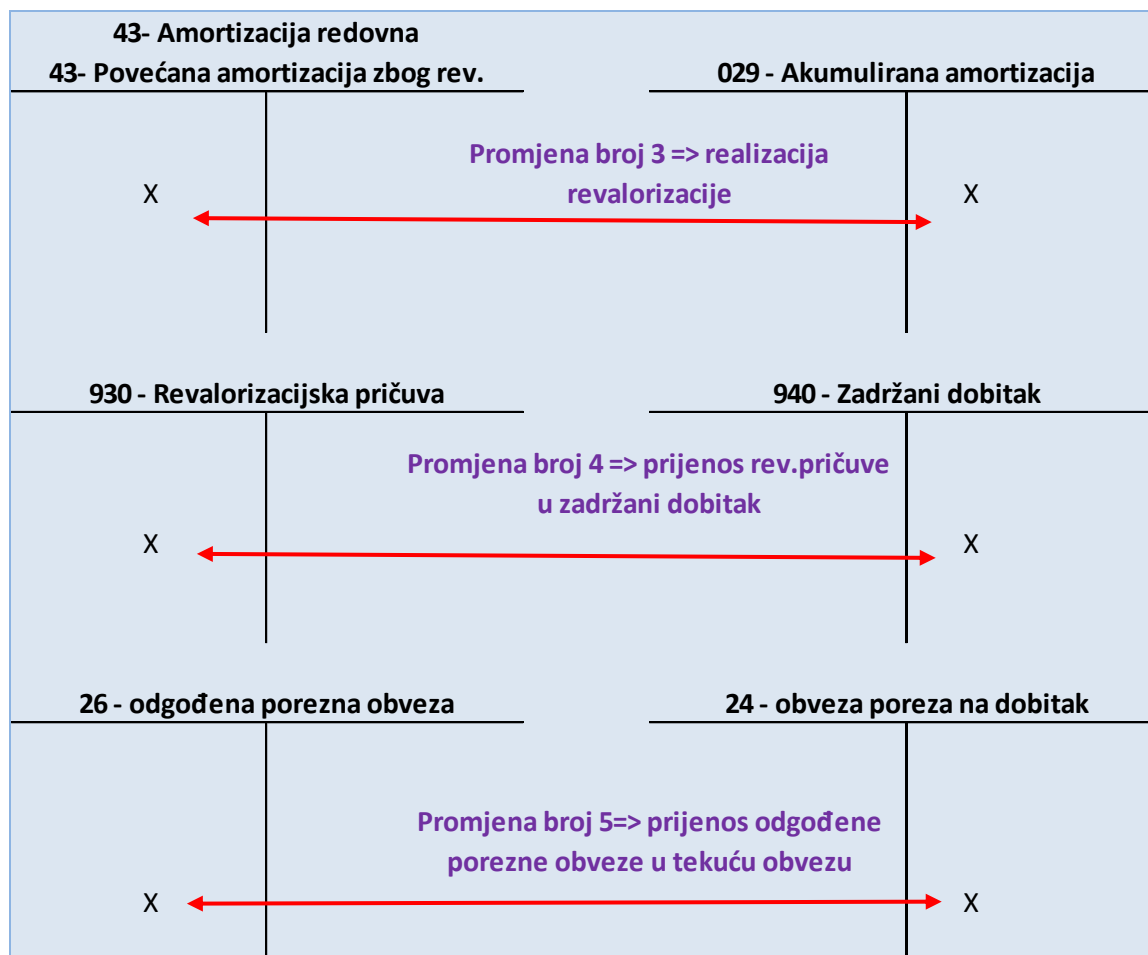 43- Amortizacija redovna
43- Povećana amortizacija zbog rev.
029 - Akumulirana amortizacija
Promjena broj 3 => realizacija
revalorizacije
X
X
930 - Revalorizacijska pričuva
940 - Zadržani dobitak
Promjena broj 4 => prijenos rev.pričuve
u zadržani dobitak
X
X
26 - odgođena porezna obveza
24 - obveza poreza na dobitak
Promjena broj 5=> prijenos odgođene
porezne obveze u tekuću obvezu
X
X